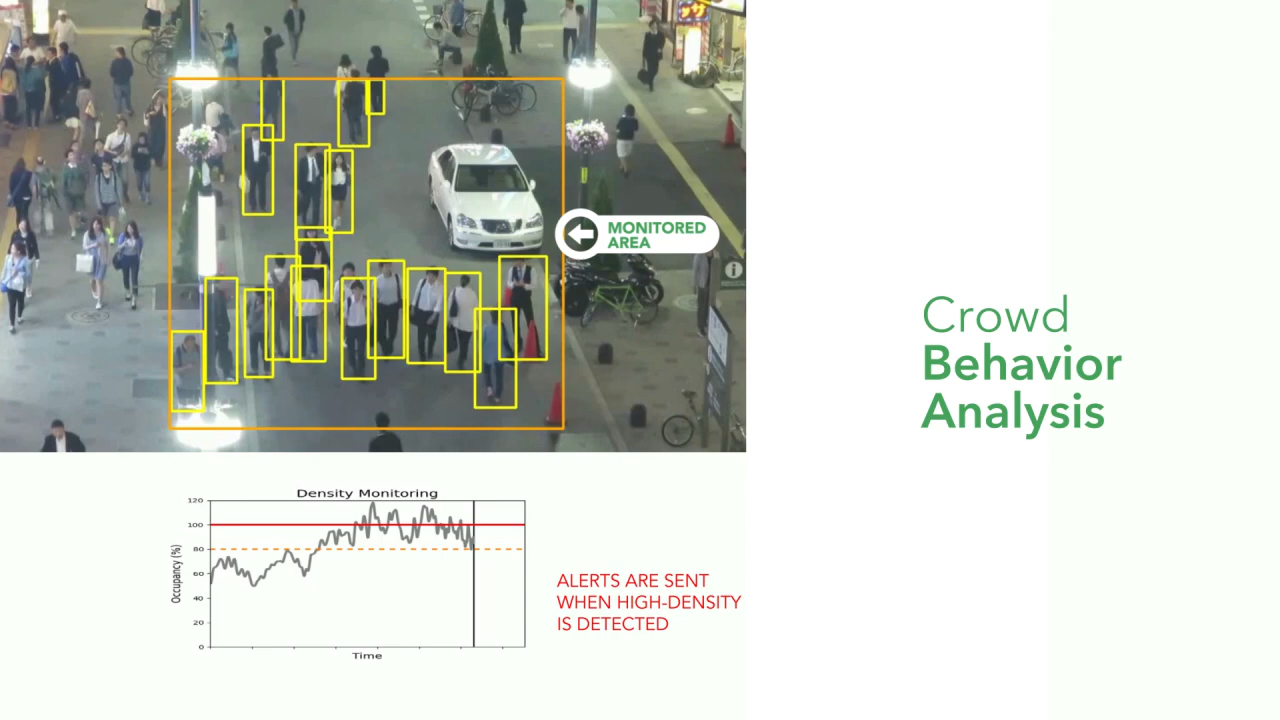 MONITORED
AREA
Crowd
Behavior
Analysis
Density Monitoring
120
100
80
60
40
20
0
Occupancy (%)
Time
ALERTS ARE SENT
WHEN HIGH-DENSITY
IS DETECTED